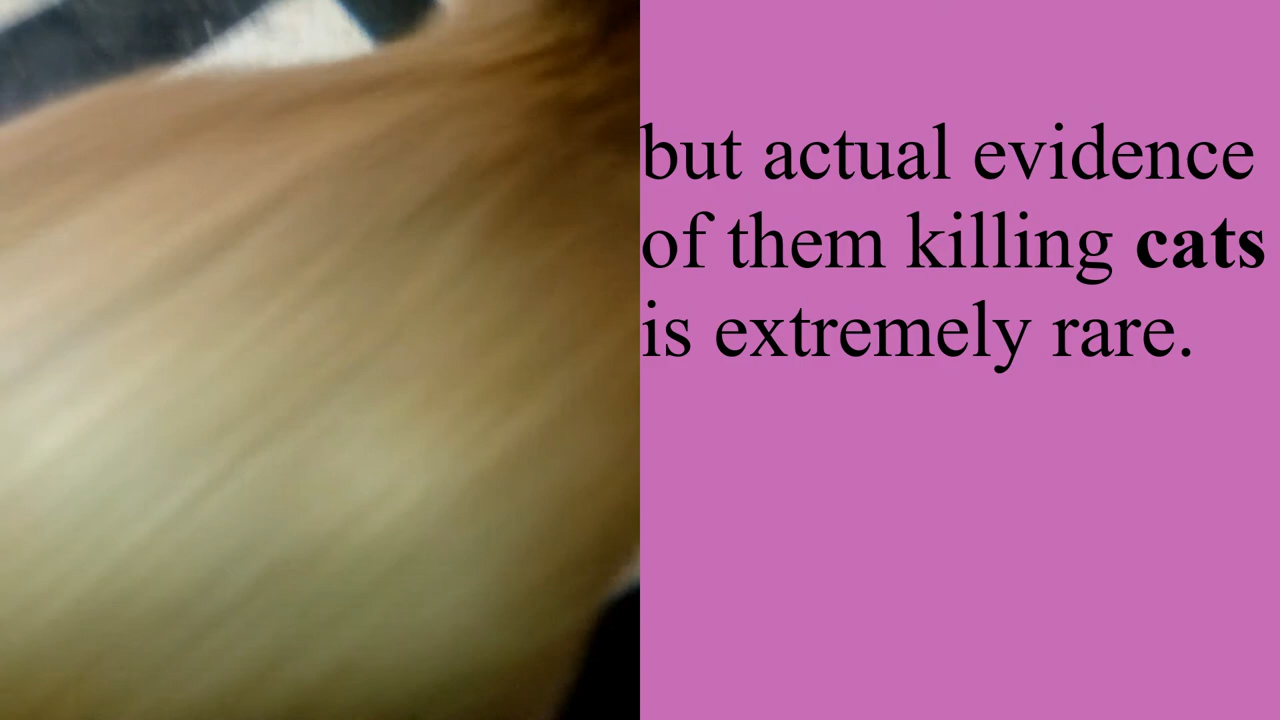 but actual evidence
of them killing cats
is extremely rare.